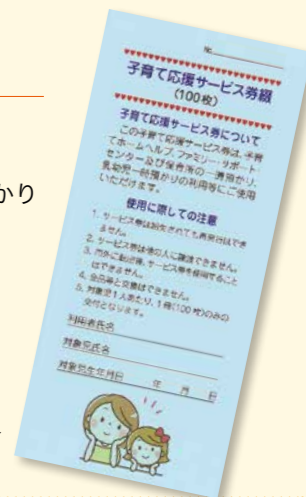 かり
№
子育て応援サービス券綴
(100枚)
子育て応援サービス券について
この子育て応援サービス券は、子育
てホームヘルプ、ファミリー・サポート
センター及び保育所の一時預かり、
乳幼児一時預かりの利用等にご使用
いただけます。
使用に際しての注意
1. サービス券は紛失されても再発行はでき
ません。
2. サービス券は他の人に譲渡できません。
3. 市外に転出後、サービス券を使用すること
はできません。
4. 金品等と交換はできません。
5. 対象児1人あたり、1冊(100枚)のみの
交付となります。
利用者氏名
対象児氏名
対象児生年月日 年 月 日